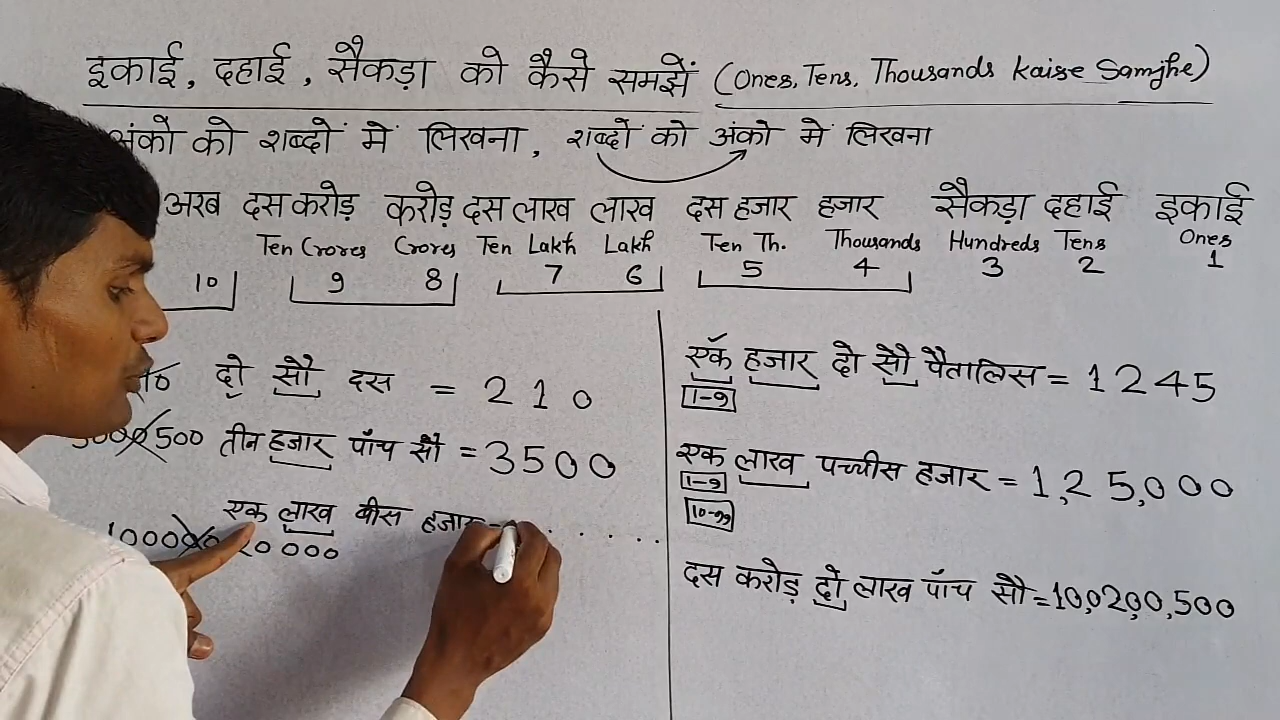 इकाई, दहाई, सैकड़ा को कैसे समझें (Ones, Tens, Thousands Kaise Samjhe)
अंको को शब्दों में लिखना, शब्दों को अंको में लिखना
अरब दस करोड़ करोड़ दस लाख लाख दस हजार हजार सैकड़ा दहाई इकाई
Ten Crores Crores Ten Lakh Lakh Ten Th. Thousands Hundreds Tens Ones
10 9 8 7 6 5 4 3 2 1
दो सौ दस = 210
500 तीन हजार पाँच सौ = 3500
एक लाख बीस हजार
0000
एक हजार दो सौ पैतालिस = 1245
1-9
एक लाख पच्चीस हजार = 1,25,000
1-9
10-99
दस करोड़ दो लाख पाँच सौ = 10,02,00,500